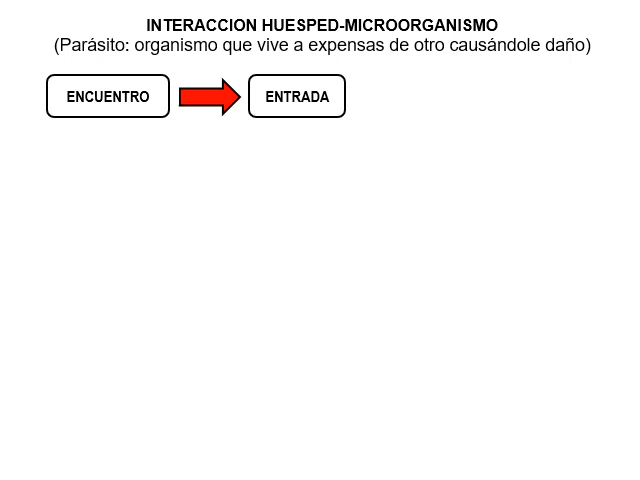 INTERACCION HUESPED-MICROORGANISMO
(Parásito: organismo que vive a expensas de otro causándole daño)
ENCUENTRO
ENTRADA